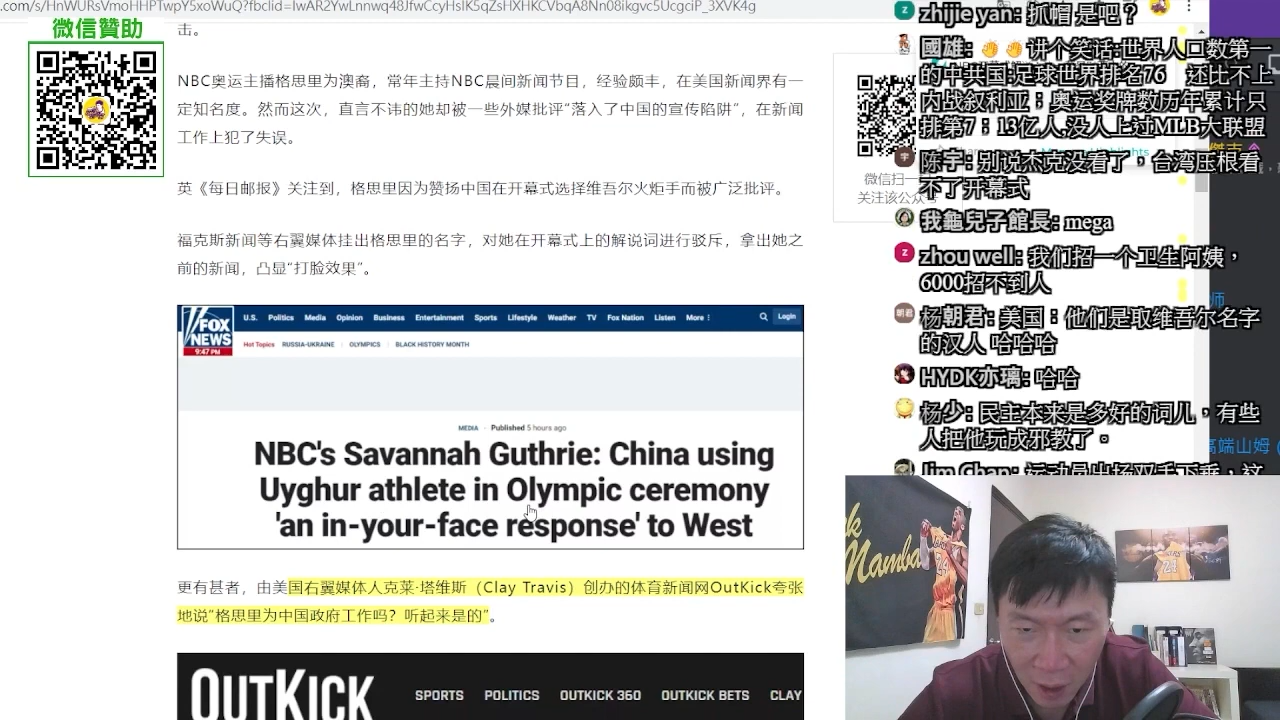 .com/s/HnWURsVmoHHPTwpY5xoWuQ?fbclid=IwAR2YwLnnwq48JfwCcyHslK5qZsHXHKCVbqA8Nn08ikgvc5UcgciP_3XVK4g
微信贊助
击。
NBC奥运主播格思里为澳裔，常年主持NBC晨间新闻节目，经验颇丰，在美国新闻界有一
定知名度。然而这次，直言不讳的她却被一些外媒批评“落入了中国的宣传陷阱”，在新闻
工作上犯了失误。
英《每日邮报》关注到，格思里因为赞扬中国在开幕式选择维吾尔火炬手而被广泛批评。
福克斯新闻等右翼媒体挂出格思里的名字，对她在开幕式上的解说词进行驳斥，拿出她之
前的新闻，凸显“打脸效果”。
FOX
NEWS
9:47 PM
U.S. Politics Media Opinion Business Entertainment Sports Lifestyle Weather TV Fox Nation Listen More Login
Hot Topics RUSSIA-UKRAINE OLYMPICS BLACK HISTORY MONTH
MEDIA · Published 5 hours ago
NBC's Savannah Guthrie: China using
Uyghur athlete in Olympic ceremony
'an in-your-face response' to West
更有甚者，由美国右翼媒体人克莱·塔维斯（Clay Travis）创办的体育新闻网OutKick夸张
地说“格思里为中国政府工作吗？听起来是的”。
OUTKICK SPORTS POLITICS OUTKICK 360 OUTKICK BETS CLAY
微信扫一
关注该公众号
zhijie yan: 抓帽 是吧？
國雄: 👏 👏 讲个笑话:世界人口数第一
的中共国:足球世界排名76 还比不上
内战叙利亚；奥运奖牌数历年累计只
排第7；13亿人,没人上过MLB大联盟
陈宇: 别说杰克没看了，台湾压根看
不了开幕式
我龜兒子館長: mega
zhou well: 我们招一个卫生阿姨，
6000招不到人
杨朝君: 美国：他们是取维吾尔名字
的汉人 哈哈哈
HYDK亦璃: 哈哈
杨少: 民主本来是多好的词儿，有些
人把他玩成邪教了。
Jim Chan:
师
高端山姆
Mamba